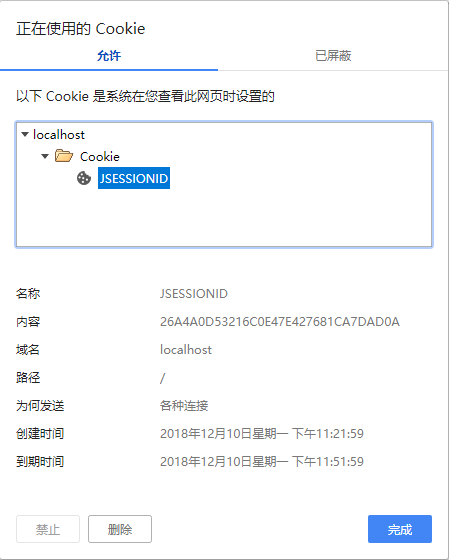 正在使用的 Cookie
允许 已屏蔽
以下 Cookie 是系统在您查看此网页时设置的
localhost
Cookie
JSESSIONID
名称 JSESSIONID
内容 26A4A0D53216C0E47E427681CA7DAD0A
域名 localhost
路径 /
为何发送 各种连接
创建时间 2018年12月10日星期一 下午11:21:59
到期时间 2018年12月10日星期一 下午11:51:59
禁止 删除 完成